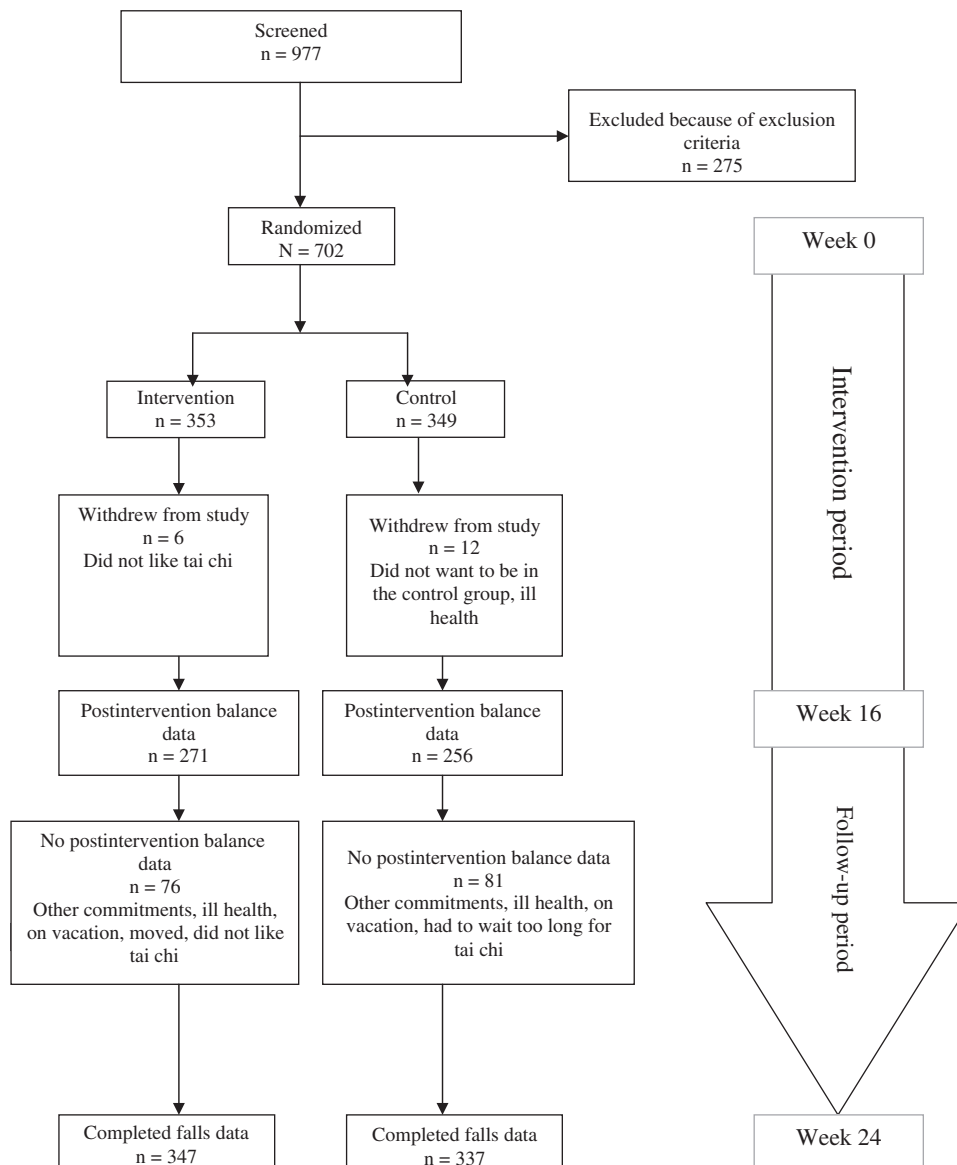 Screened
n = 977
Excluded because of exclusion
criteria
n = 275
Randomized
N = 702
Week 0
Intervention
n = 353
Control
n = 349
Intervention period
Withdrew from study
n = 6
Did not like tai chi
Withdrew from study
n = 12
Did not want to be in
the control group, ill
health
Postintervention balance
data
n = 271
Postintervention balance
data
n = 256
Week 16
No postintervention balance
data
n = 76
Other commitments, ill health,
on vacation, moved, did not like
tai chi
No postintervention balance data
n = 81
Other commitments, ill health, on
vacation, had to wait too long for
tai chi
Follow-up period
Completed falls data
n = 347
Completed falls data
n = 337
Week 24